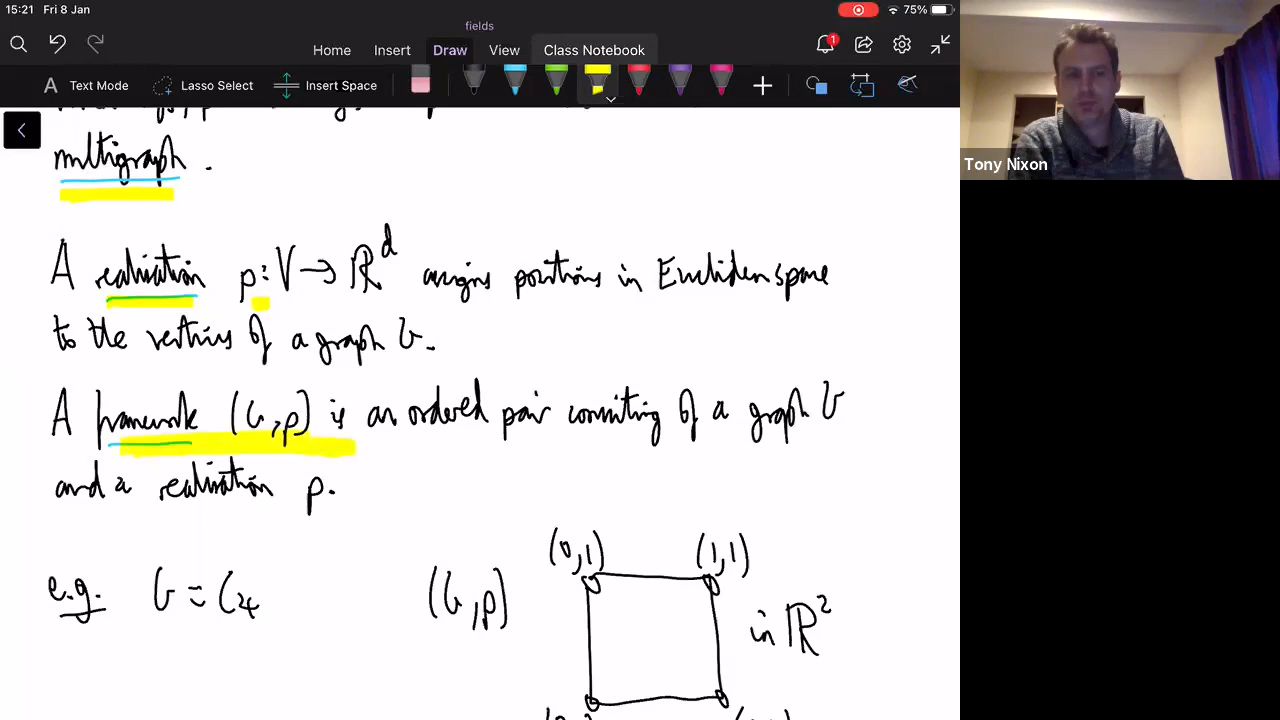 15:21 Fri 8 Jan
75%
fields
Home Insert Draw View Class Notebook
1
A Text Mode Lasso Select Insert Space
multigraph.
Tony Nixon
A realisation p: V → ℝ^d assigns positions in Euclidean space
to the vertices of a graph G.
A framework (G,p) is an ordered pair consisting of a graph G
and a realisation p.
(0,1) (1,1)
e.g. G = C₄ (G,p)
in ℝ²